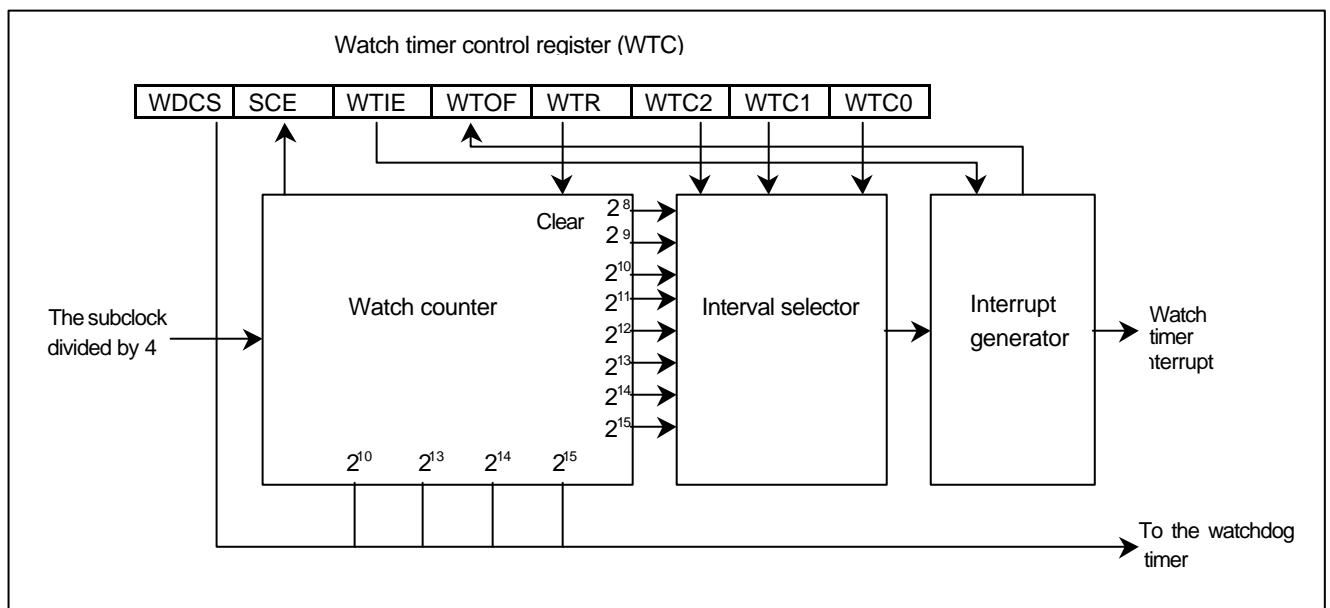 Watch timer control register (WTC)
WDCS SCE WTIE WTOF WTR WTC2 WTC1 WTC0
Clear
2⁸
2⁹
2¹⁰
2¹¹
2¹²
2¹³
2¹⁴
2¹⁵
Watch counter
Interval selector
Interrupt
generator
The subclock
divided by 4
Watch
timer
nterrupt
2¹⁰ 2¹³ 2¹⁴ 2¹⁵
To the watchdog
timer